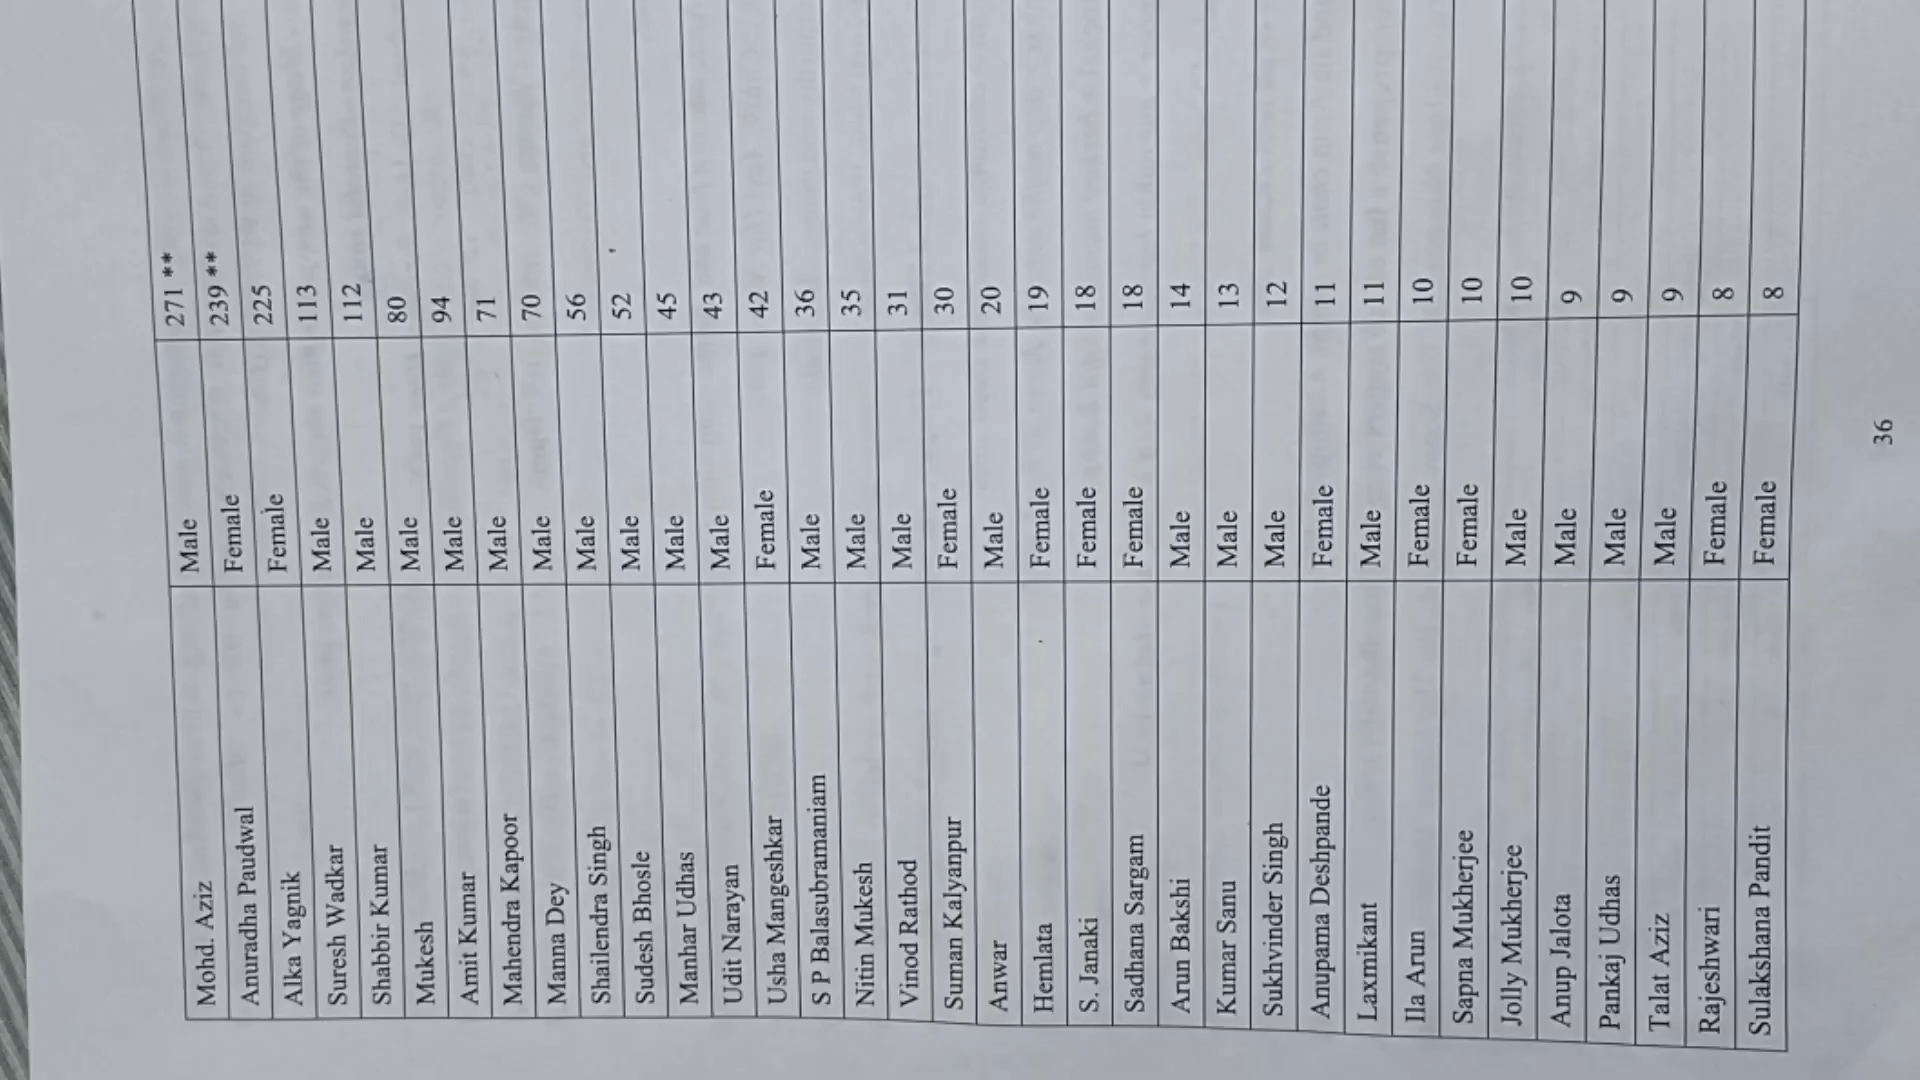 Mohd. Aziz Male 271 **
Anuradha Paudwal Female 239 **
Alka Yagnik Female 225
Suresh Wadkar Male 113
Shabbir Kumar Male 112
Mukesh Male 80
Amit Kumar Male 94
Mahendra Kapoor Male 71
Manna Dey Male 70
Shailendra Singh Male 56
Sudesh Bhosle Male 52
Manhar Udhas Male 45
Udit Narayan Male 43
Usha Mangeshkar Female 42
S P Balasubramaniam Male 36
Nitin Mukesh Male 35
Vinod Rathod Male 31
Suman Kalyanpur Female 30
Anwar Male 20
Hemlata Female 19
S. Janaki Female 18
Sadhana Sargam Female 18
Arun Bakshi Male 14
Kumar Sanu Male 13
Sukhvinder Singh Male 12
Anupama Deshpande Female 11
Laxmikant Male 11
Ila Arun Female 10
Sapna Mukherjee Female 10
Jolly Mukherjee Male 10
Anup Jalota Male 9
Pankaj Udhas Male 9
Talat Aziz Male 9
Rajeshwari Female 8
Sulakshana Pandit Female 8
36